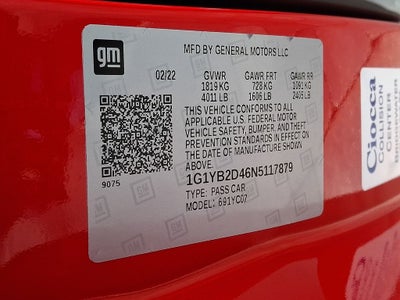 gm
MFD BY GENERAL MOTORS LLC
02/22 GVWR GAWR FRT GAWR RR
1819 KG 728 KG 1091 KG
4011 LB 1606 LB 2405 LB
THIS VEHICLE CONFORMS TO ALL
APPLICABLE U.S. FEDERAL MOTOR
VEHICLE SAFETY, BUMPER, AND THEFT
PREVENTION STANDARDS IN EFFECT
ON THE DATE OF MANUFACTURE SHOWN
ABOVE.
1G1YB2D46N5117879
TYPE: PASS CAR
MODEL: 691YC07
9075
Ciocca
COLLISION
CENTER